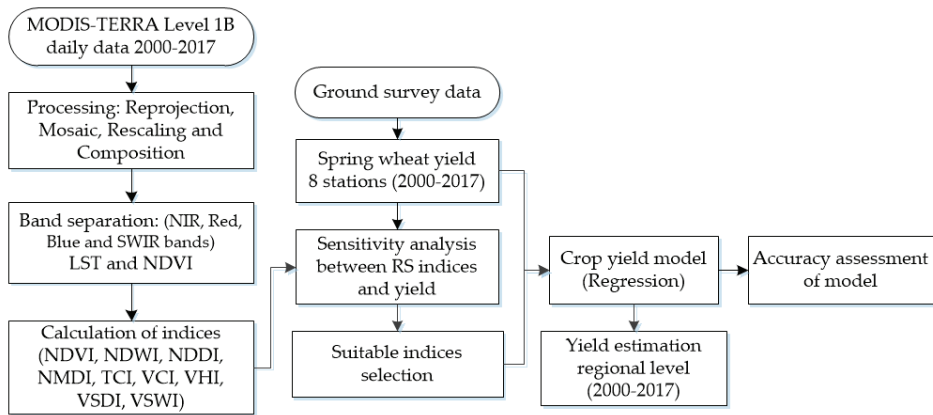 MODIS-TERRA Level 1B
daily data 2000-2017
Processing: Reprojection,
Mosaic, Rescaling and
Composition
Band separation: (NIR, Red,
Blue and SWIR bands)
LST and NDVI
Calculation of indices
(NDVI, NDWI, NDDI,
NMDI, TCI, VCI, VHI,
VSDI, VSWI)
Ground survey data
Spring wheat yield
8 stations (2000-2017)
Sensitivity analysis
between RS indices
and yield
Suitable indices
selection
Crop yield model
(Regression)
Yield estimation
regional level
(2000-2017)
Accuracy assessment
of model